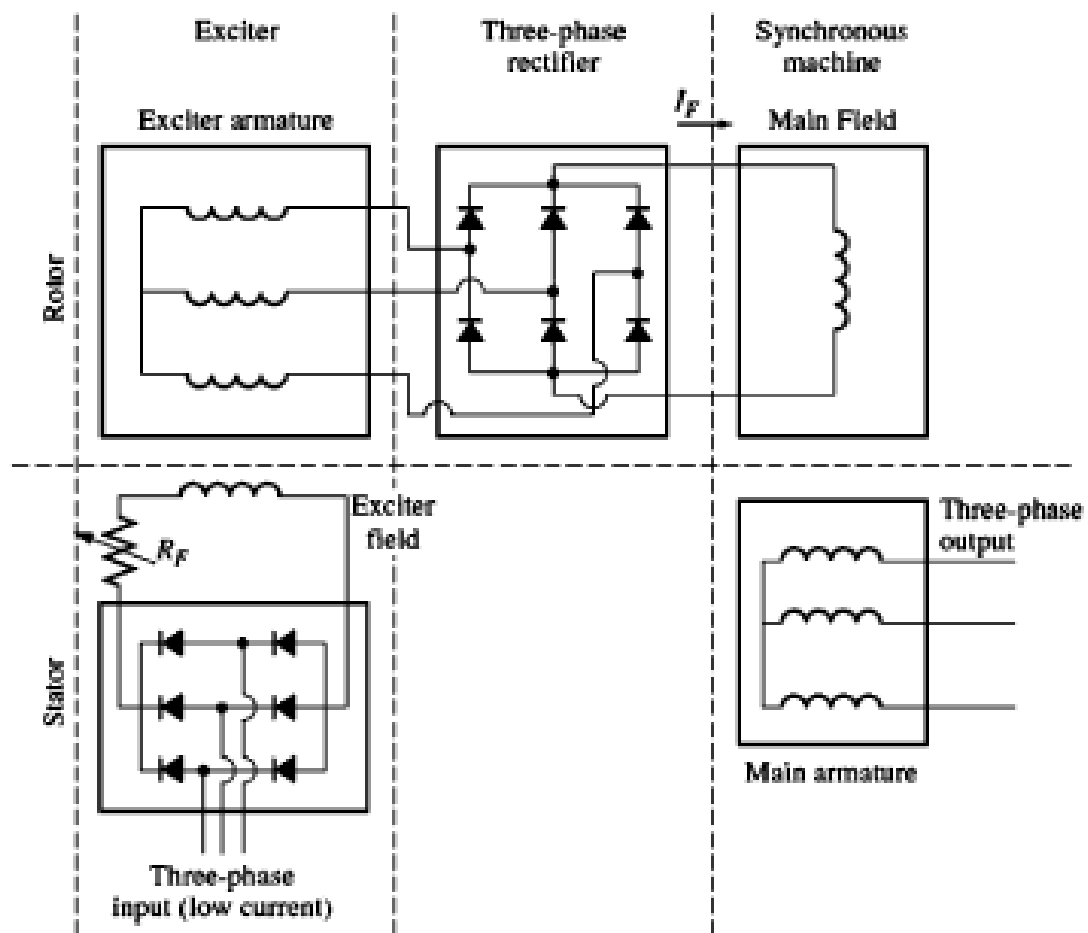 Exciter
Three-phase
rectifier
Synchronous
machine
Exciter armature
I_F
Main Field
Rotor
Exciter
field
R_F
Three-phase
output
Stator
Main armature
Three-phase
input (low current)